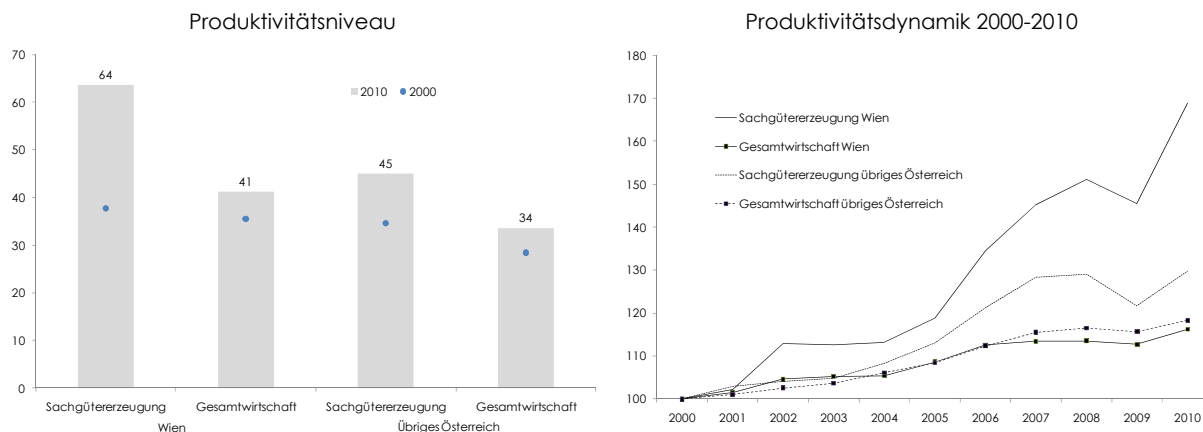 Produktivitätsniveau
70
60
50
40
30
20
10
0
64
41
45
34
2010
2000
Sachgütererzeugung Gesamtwirtschaft Sachgütererzeugung Gesamtwirtschaft
Wien Übriges Österreich
Produktivitätsdynamik 2000-2010
180
170
160
150
140
130
120
110
100
Sachgütererzeugung Wien
Gesamtwirtschaft Wien
Sachgütererzeugung übriges Österreich
Gesamtwirtschaft übriges Österreich
2000 2001 2002 2003 2004 2005 2006 2007 2008 2009 2010